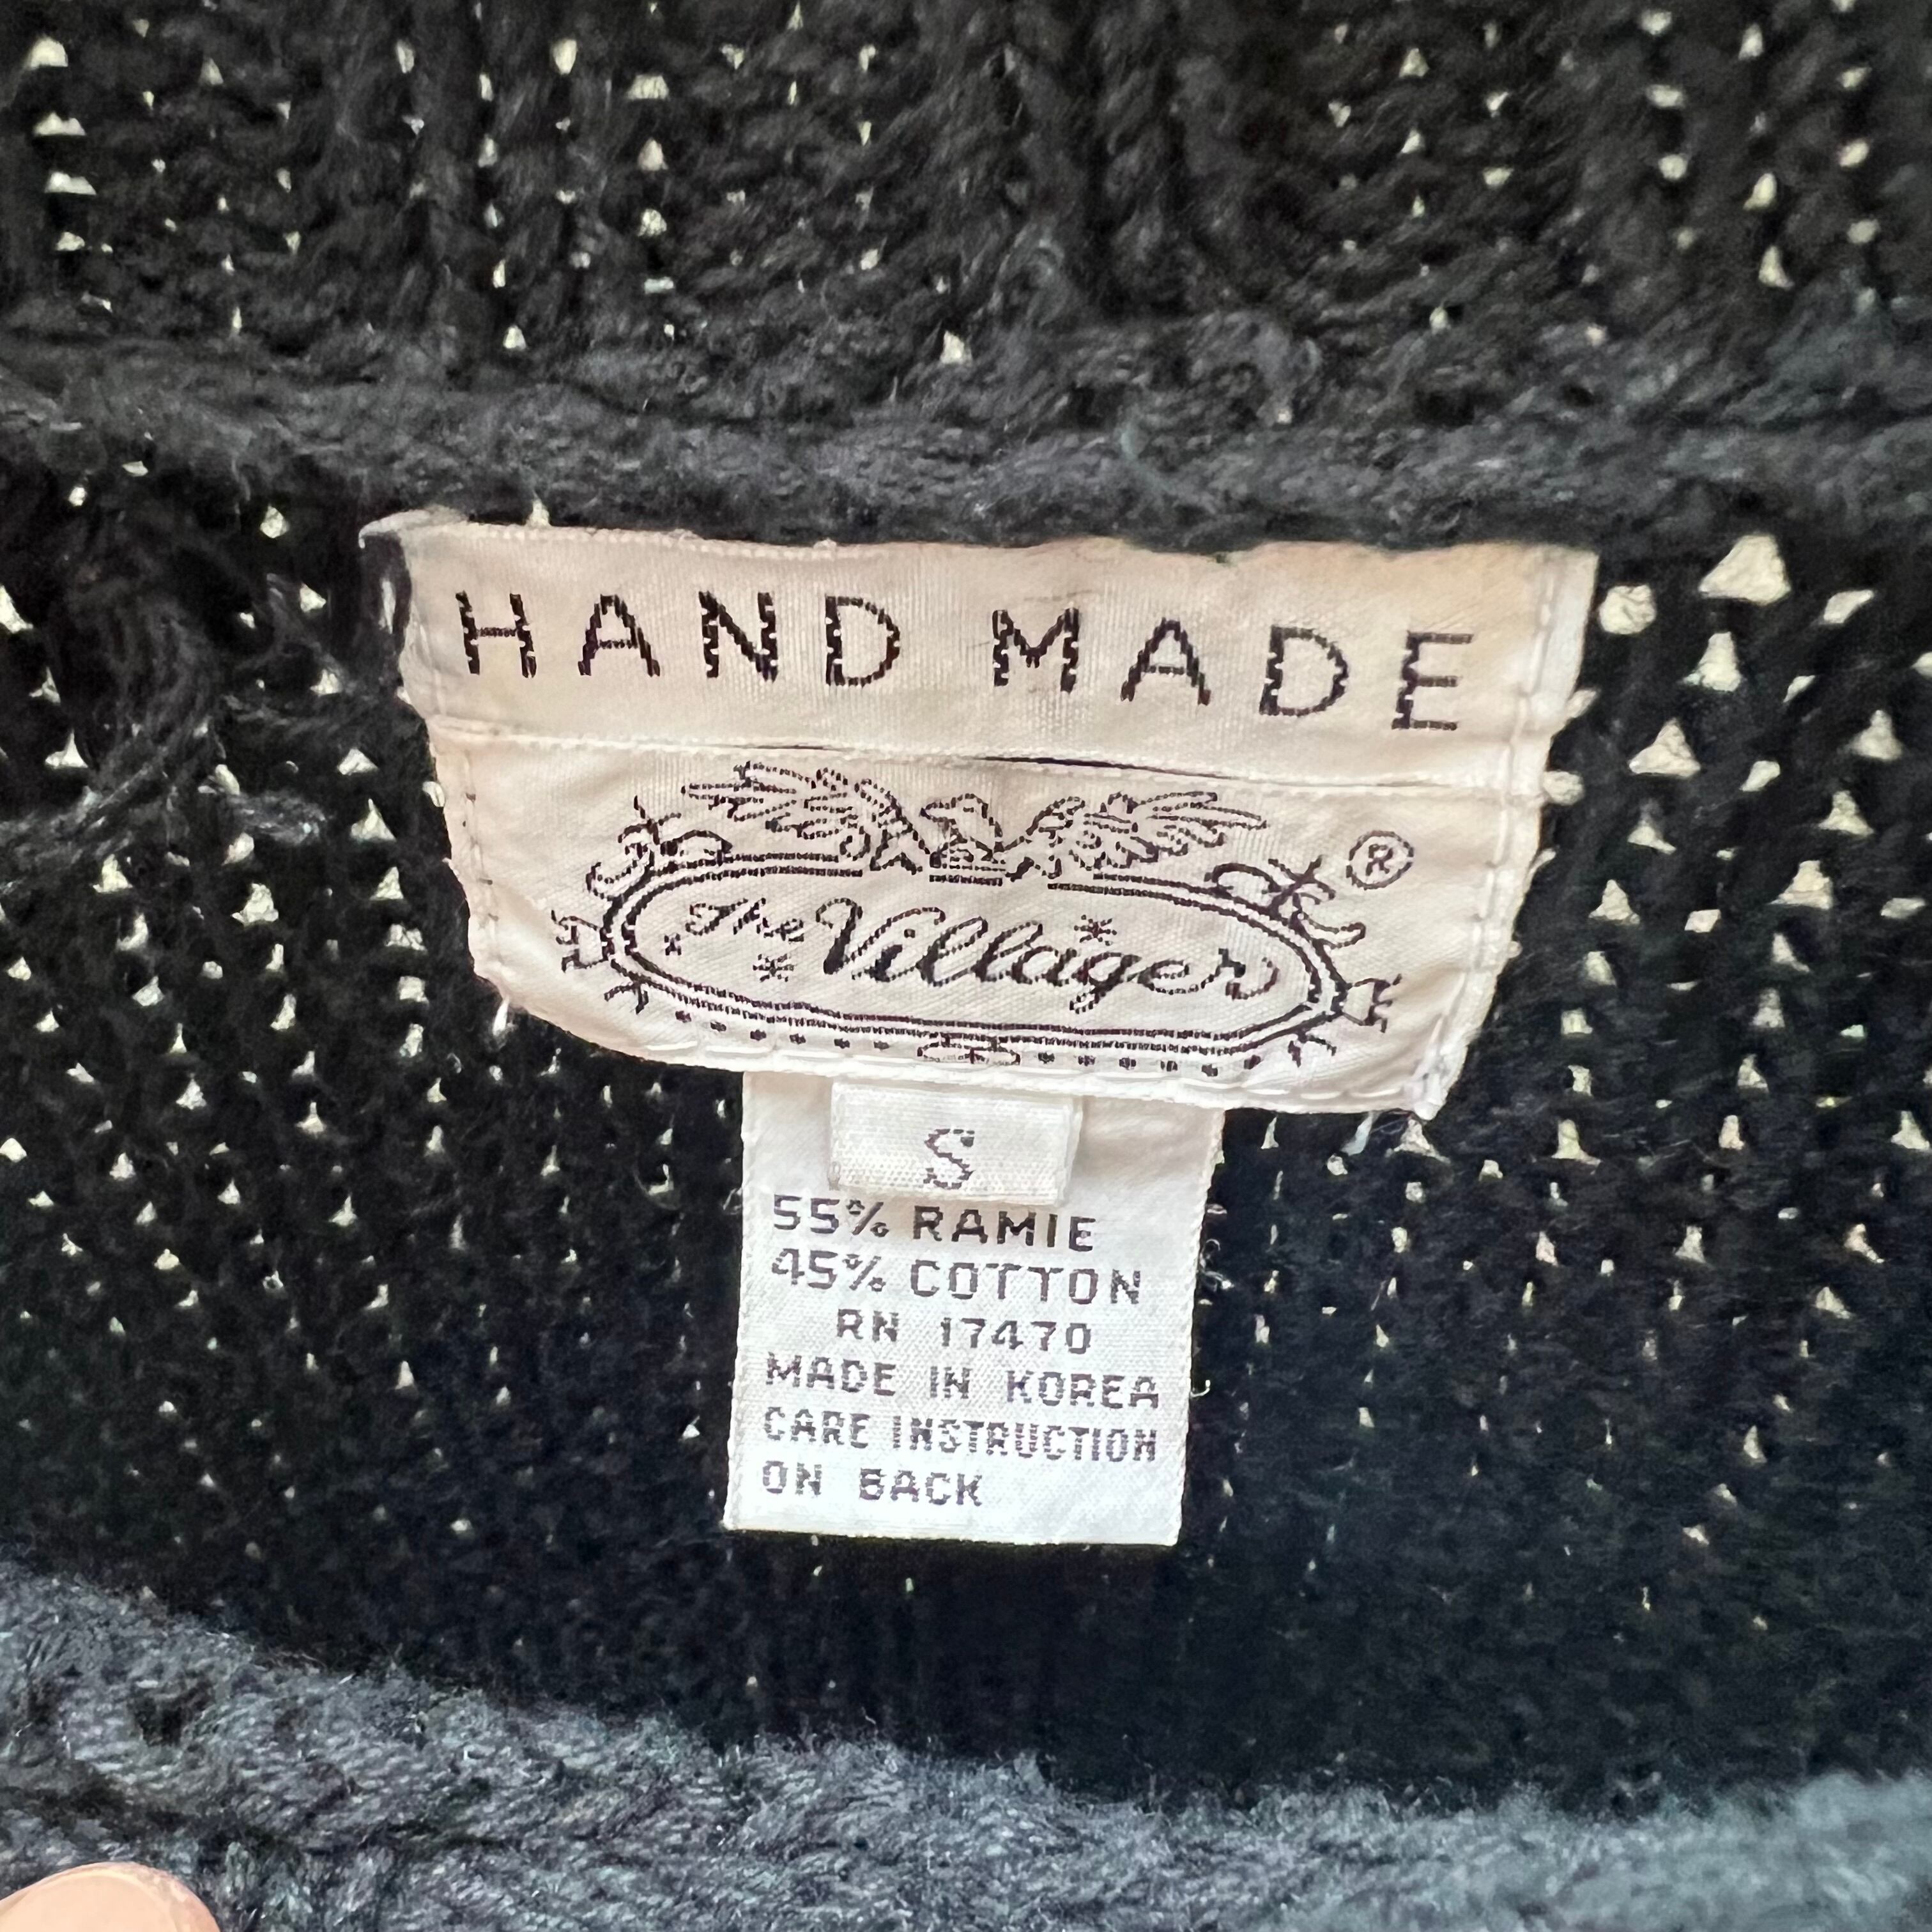 HAND MADE
®
The Villager
S
55% RAMIE
45% COTTON
RN 17470
MADE IN KOREA
CARE INSTRUCTION
ON BACK